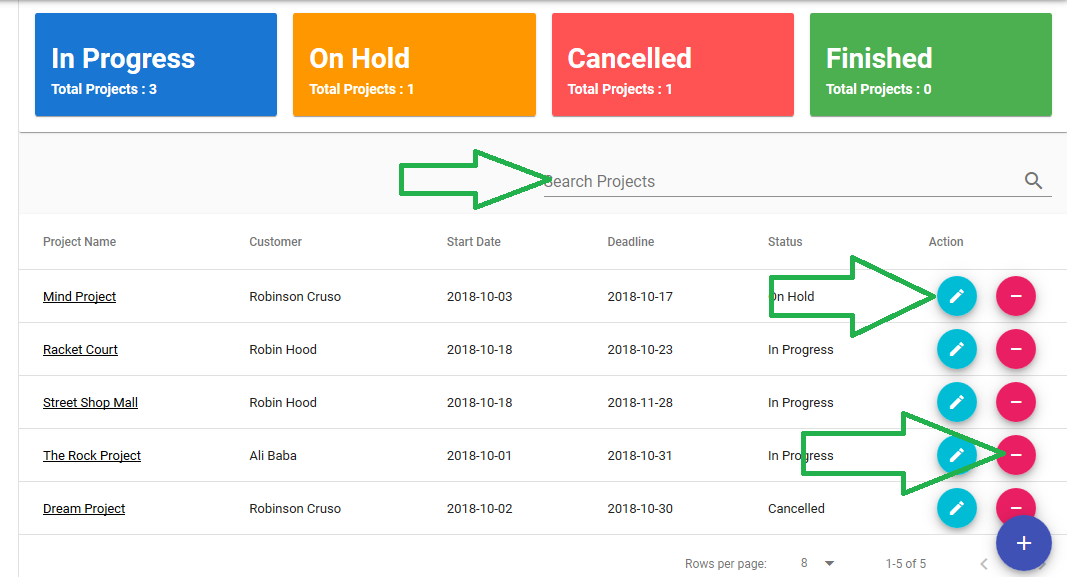 In Progress On Hold Cancelled Finished
Total Projects : 3 Total Projects : 1 Total Projects : 1 Total Projects : 0
Search Projects
Project Name Customer Start Date Deadline Status Action
Mind Project Robinson Cruso 2018-10-03 2018-10-17 On Hold
Racket Court Robin Hood 2018-10-18 2018-10-23 In Progress
Street Shop Mall Robin Hood 2018-10-18 2018-11-28 In Progress
The Rock Project Ali Baba 2018-10-01 2018-10-31 In Progress
Dream Project Robinson Cruso 2018-10-02 2018-10-30 Cancelled
Rows per page: 8 1-5 of 5